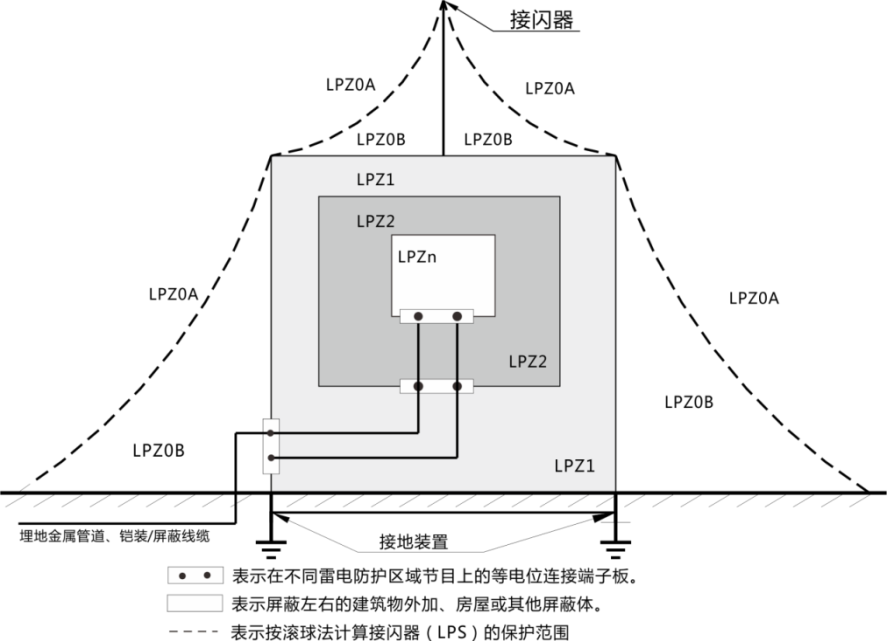 接闪器
LPZ0A
LPZ0A
LPZ0B
LPZ0B
LPZ1
LPZ2
LPZn
LPZ0A
LPZ0A
LPZ2
LPZ0B
LPZ0B
LPZ1
埋地金属管道、铠装/屏蔽线缆
接地装置
表示在不同雷电防护区域节目上的等电位连接端子板。
表示屏蔽左右的建筑物外加、房屋或其他屏蔽体。
表示按滚球法计算接闪器（LPS）的保护范围